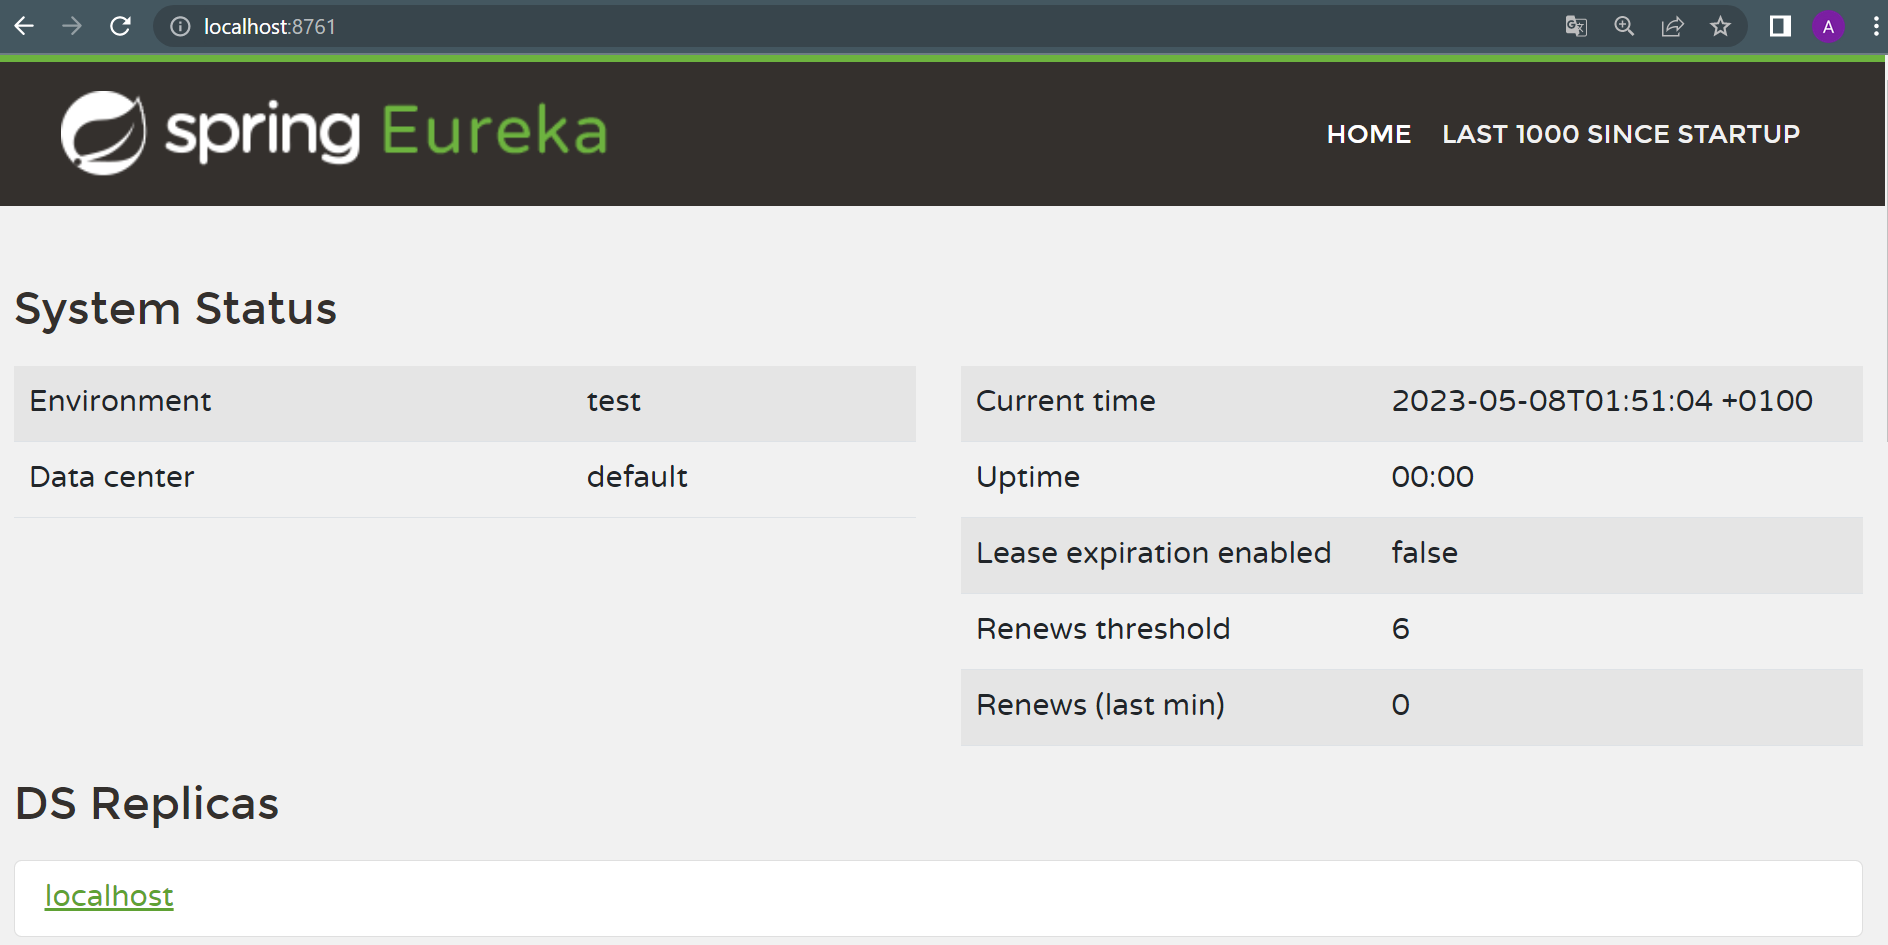 localhost:8761
A
spring Eureka
HOME LAST 1000 SINCE STARTUP
System Status
Environment test
Data center default
Current time 2023-05-08T01:51:04 +0100
Uptime 00:00
Lease expiration enabled false
Renews threshold 6
Renews (last min) 0
DS Replicas
localhost